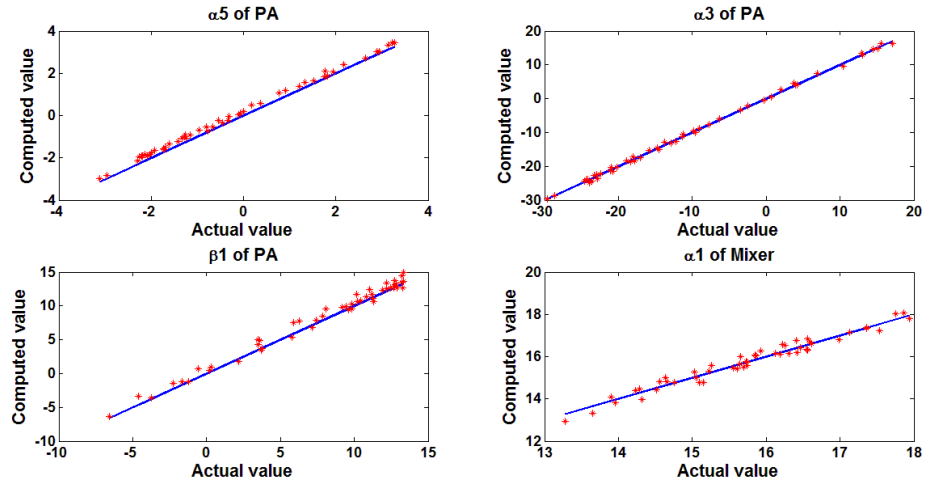 α5 of PA
4
2
0
-2
-4
-4 -2 0 2 4
Computed value
Actual value
α3 of PA
20
10
0
-10
-20
-30
-30 -20 -10 0 10 20
Computed value
Actual value
β1 of PA
15
10
5
0
-5
-10
-10 -5 0 5 10 15
Computed value
Actual value
α1 of Mixer
20
18
16
14
12
13 14 15 16 17 18
Computed value
Actual value